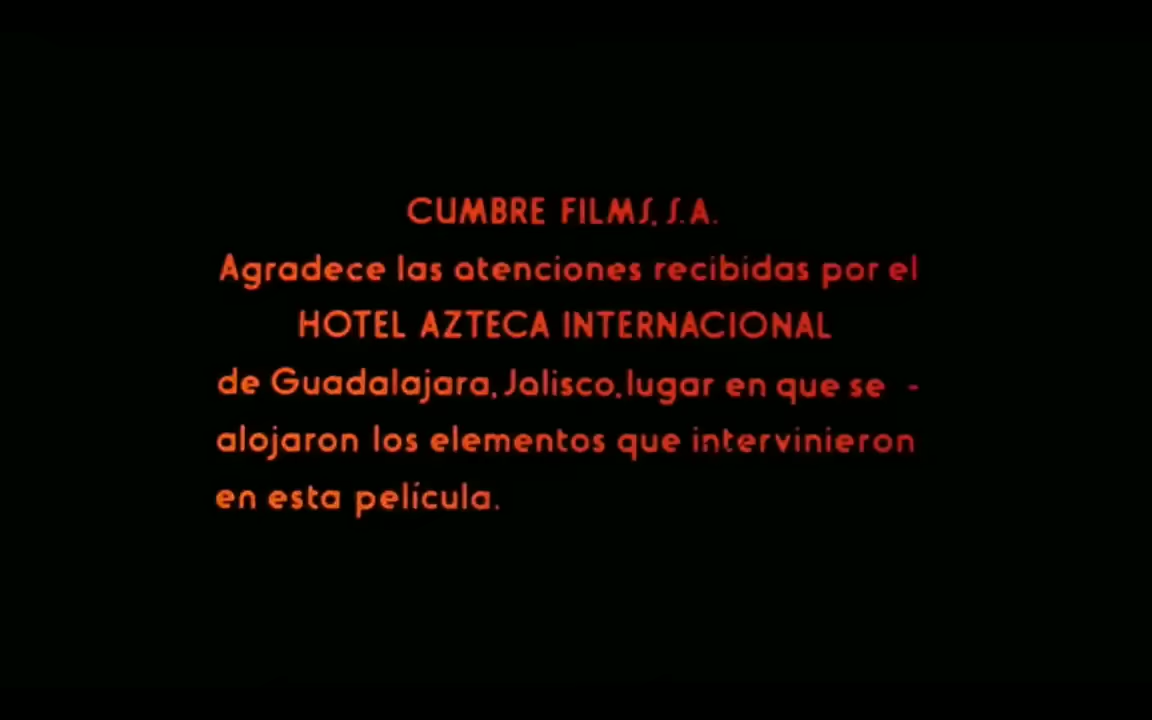 CUMBRE FILMS, S.A.
Agradece las atenciones recibidas por el
HOTEL AZTECA INTERNACIONAL
de Guadalajara, Jalisco, lugar en que se -
alojaron los elementos que intervinieron
en esta película.